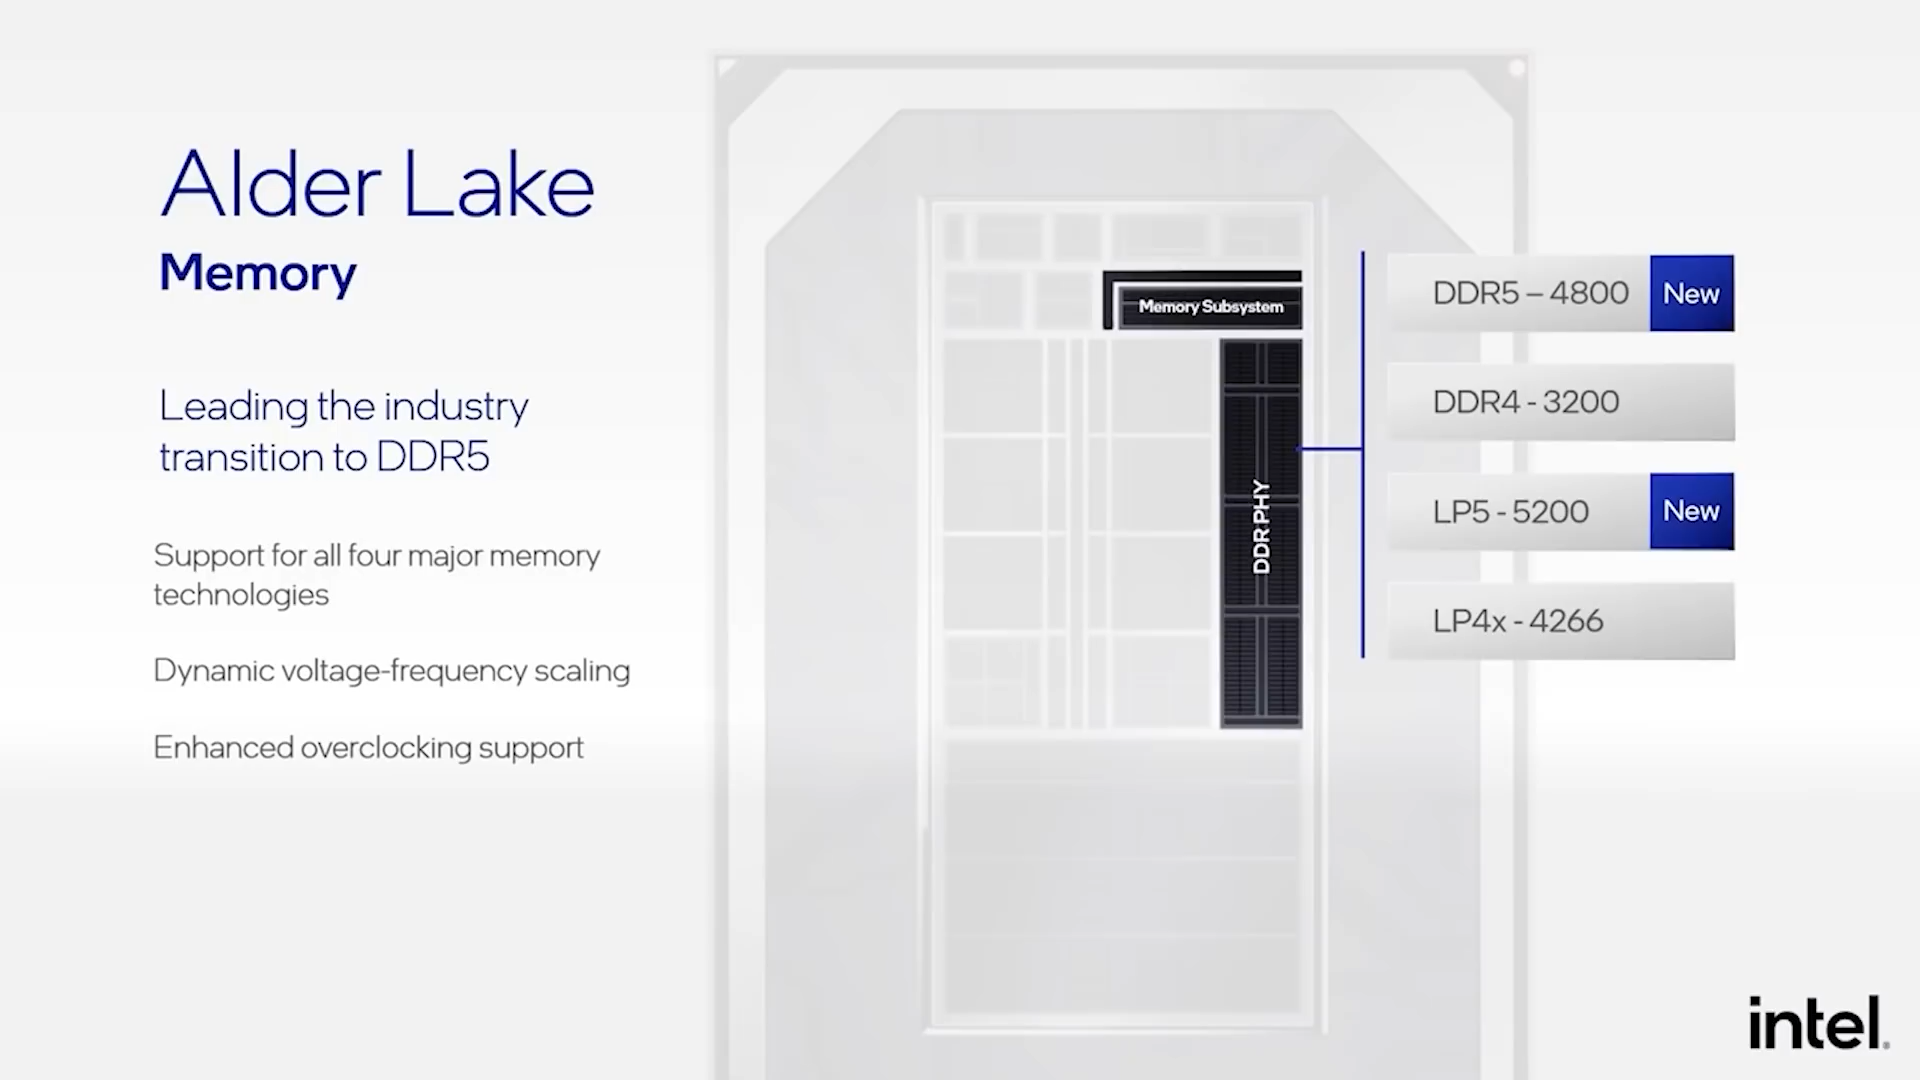 Alder Lake
Memory
Leading the industry
transition to DDR5
Support for all four major memory
technologies
Dynamic voltage-frequency scaling
Enhanced overclocking support
Memory Subsystem
DDR PHY
DDR5 – 4800 New
DDR4 - 3200
LP5 - 5200 New
LP4x - 4266
intel.